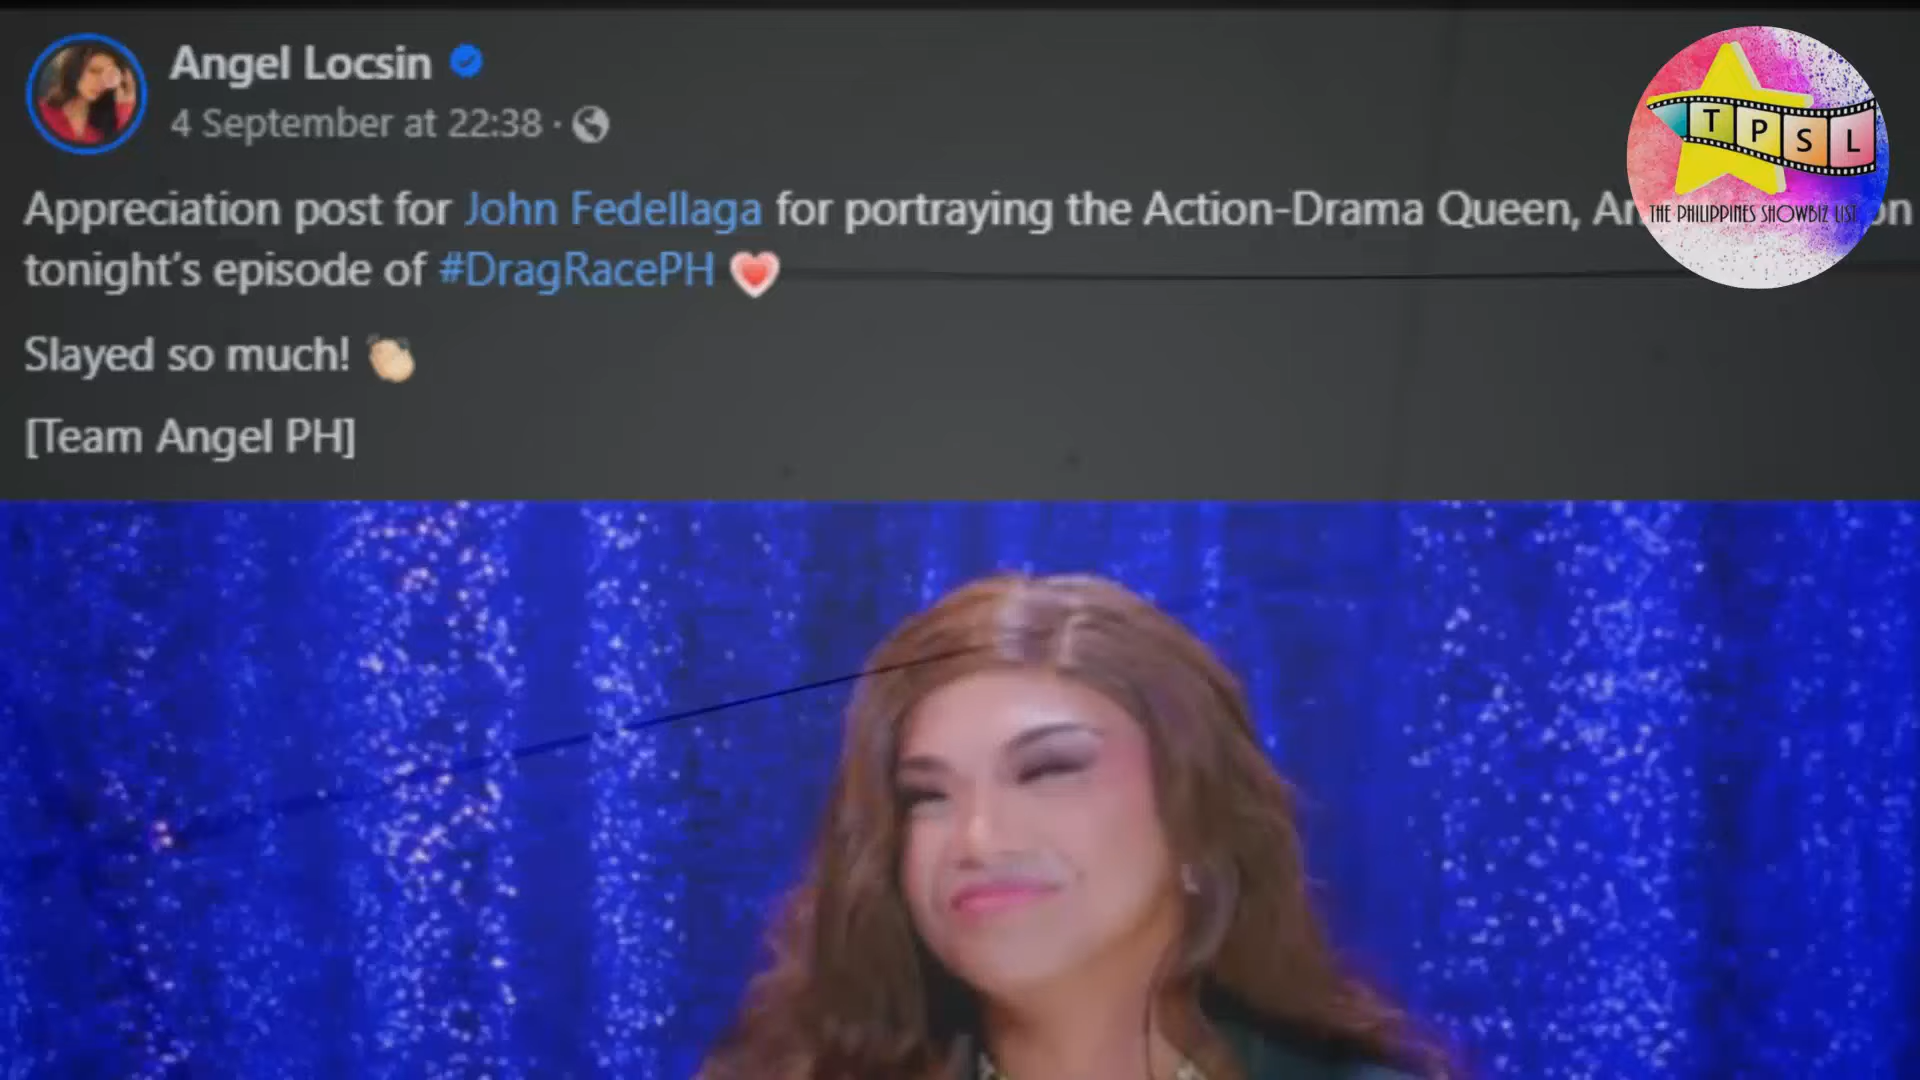 Angel Locsin
4 September at 22:38 ·
Appreciation post for John Fedellaga for portraying the Action-Drama Queen, on
tonight's episode of #DragRacePH
Slayed so much!
[Team Angel PH]
T P S L
THE PHILIPPINES SHOWBIZ LIST